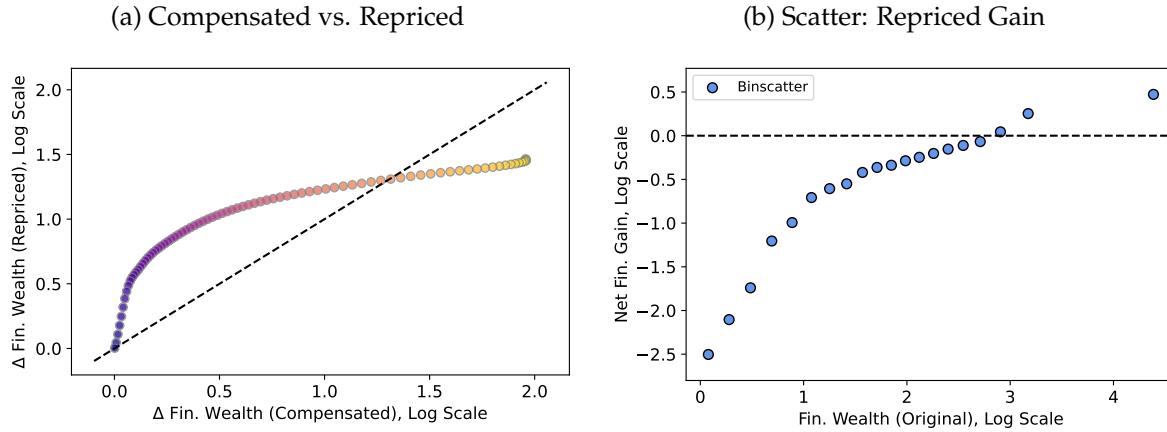 (a) Compensated vs. Repriced
Δ Fin. Wealth (Repriced), Log Scale
2.0
1.5
1.0
0.5
0.0
0.0 0.5 1.0 1.5 2.0
Δ Fin. Wealth (Compensated), Log Scale
(b) Scatter: Repriced Gain
Net Fin. Gain, Log Scale
Binscatter
0.5
0.0
−0.5
−1.0
−1.5
−2.0
−2.5
0 1 2 3 4
Fin. Wealth (Original), Log Scale